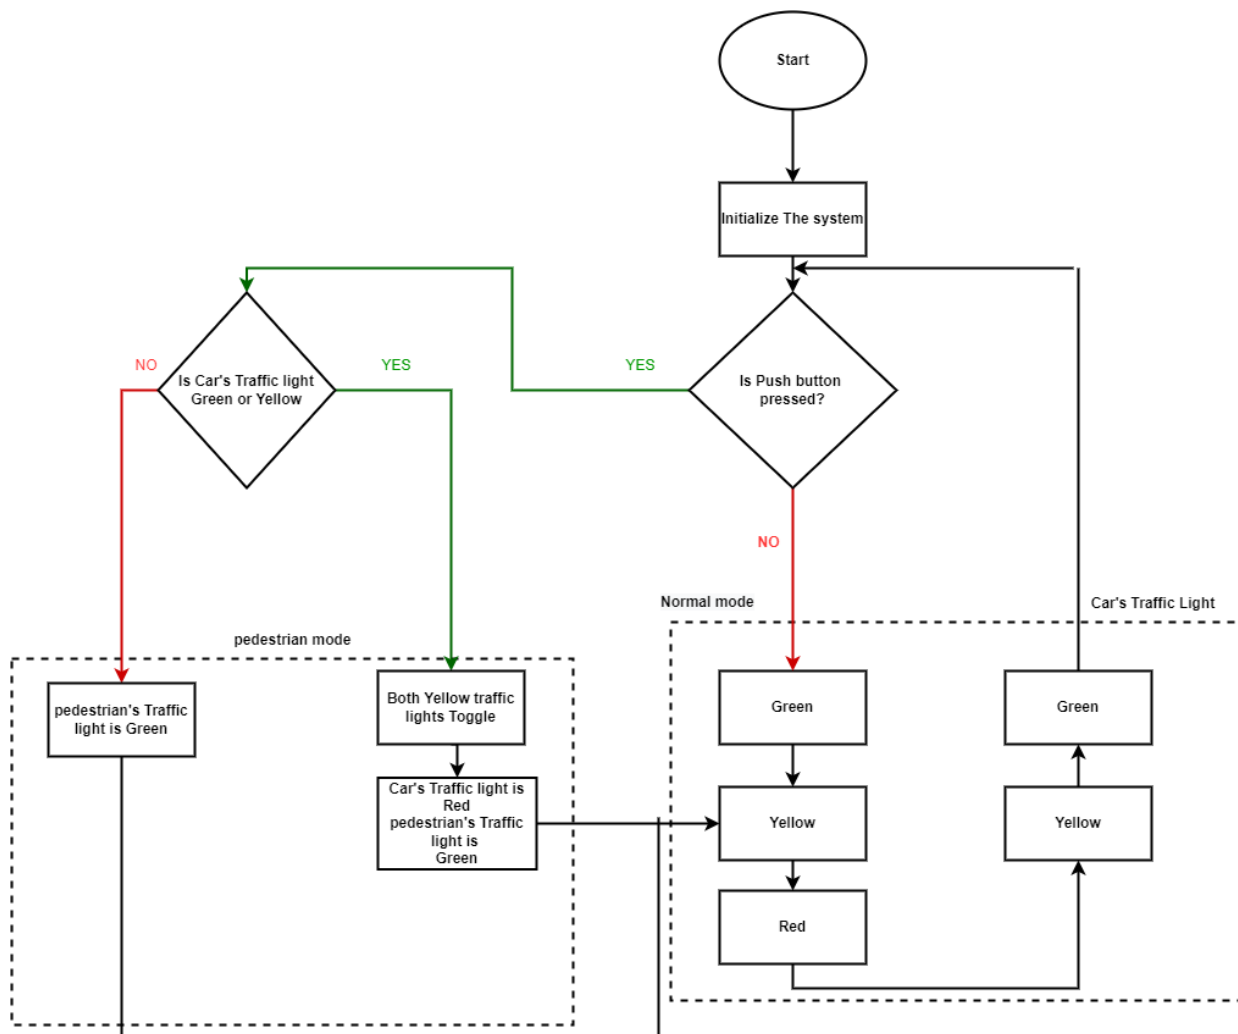 Start
Initialize The system
Is Push button
pressed?
YES
NO
Is Car's Traffic light
Green or Yellow
NO
YES
pedestrian mode
pedestrian's Traffic
light is Green
Both Yellow traffic
lights Toggle
Car's Traffic light is
Red
pedestrian's Traffic
light is
Green
Normal mode
Car's Traffic Light
Green
Yellow
Red
Green
Yellow